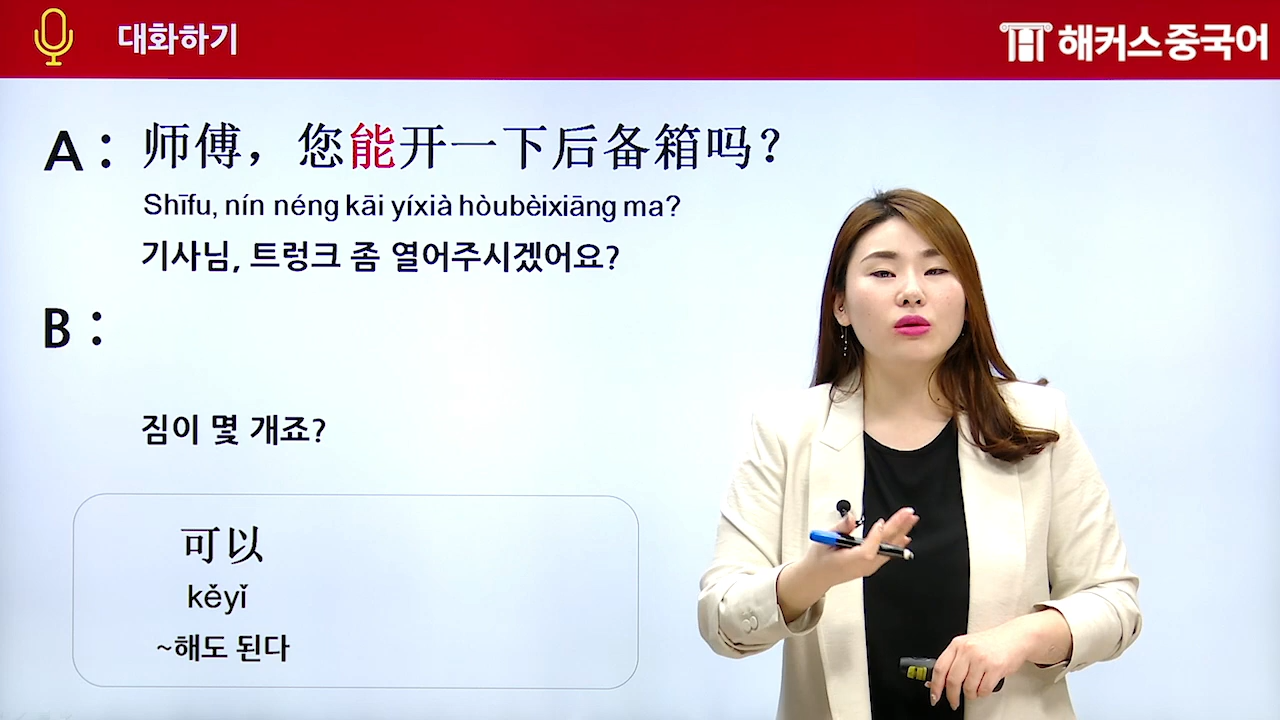 대화하기
해커스중국어
A : 师傅，您能开一下后备箱吗？
Shīfu, nín néng kāi yíxià hòubèixiāng ma?
기사님, 트렁크 좀 열어주시겠어요?
B :
짐이 몇 개죠?
可以
kěyǐ
~해도 된다